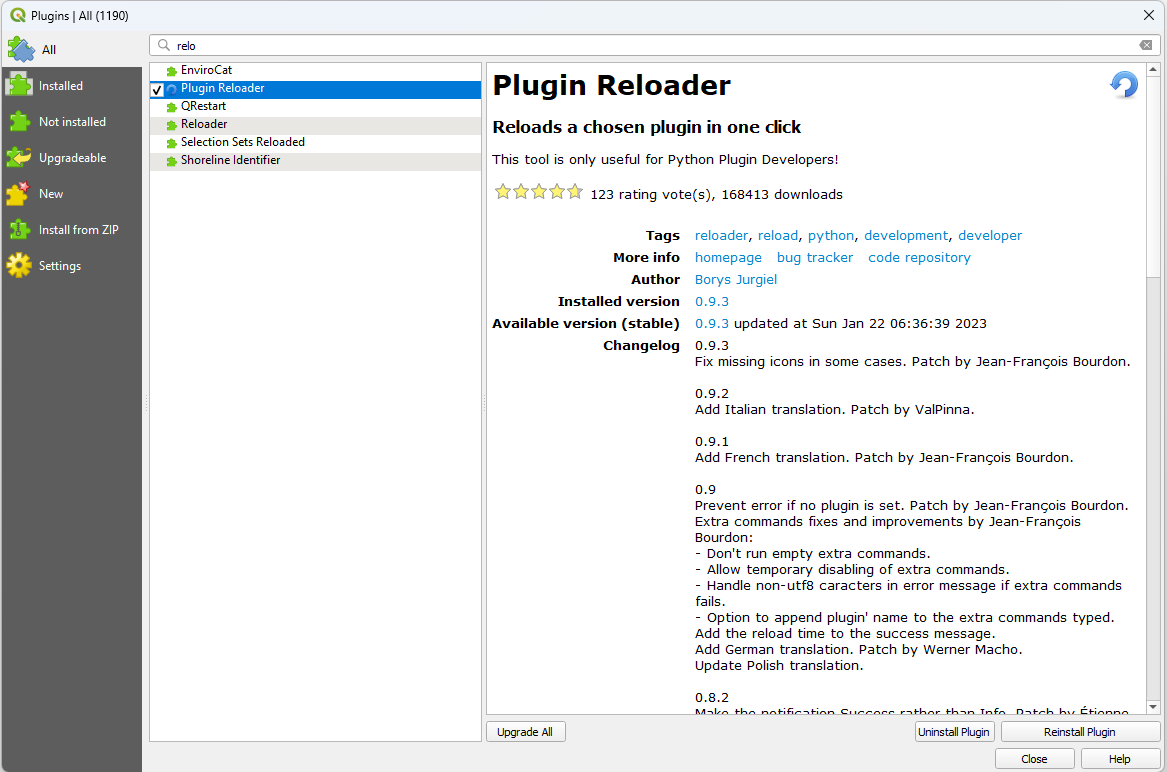 Plugins | All (1190)
All
Installed
Not installed
Upgradeable
New
Install from ZIP
Settings
relo
EnviroCat
Plugin Reloader
QRestart
Reloader
Selection Sets Reloaded
Shoreline Identifier
Plugin Reloader
Reloads a chosen plugin in one click
This tool is only useful for Python Plugin Developers!
123 rating vote(s), 168413 downloads
Tags reloader, reload, python, development, developer
More info homepage bug tracker code repository
Author Borys Jurgiel
Installed version 0.9.3
Available version (stable) 0.9.3 updated at Sun Jan 22 06:36:39 2023
Changelog 0.9.3
Fix missing icons in some cases. Patch by Jean-François Bourdon.
0.9.2
Add Italian translation. Patch by ValPinna.
0.9.1
Add French translation. Patch by Jean-François Bourdon.
0.9
Prevent error if no plugin is set. Patch by Jean-François Bourdon.
Extra commands fixes and improvements by Jean-François
Bourdon:
- Don't run empty extra commands.
- Allow temporary disabling of extra commands.
- Handle non-utf8 caracters in error message if extra commands
fails.
- Option to append plugin' name to the extra commands typed.
Add the reload time to the success message.
Add German translation. Patch by Werner Macho.
Update Polish translation.
0.8.2
Make the notification Success rather than Info. Patch by Étienne
Upgrade All
Uninstall Plugin
Reinstall Plugin
Close
Help